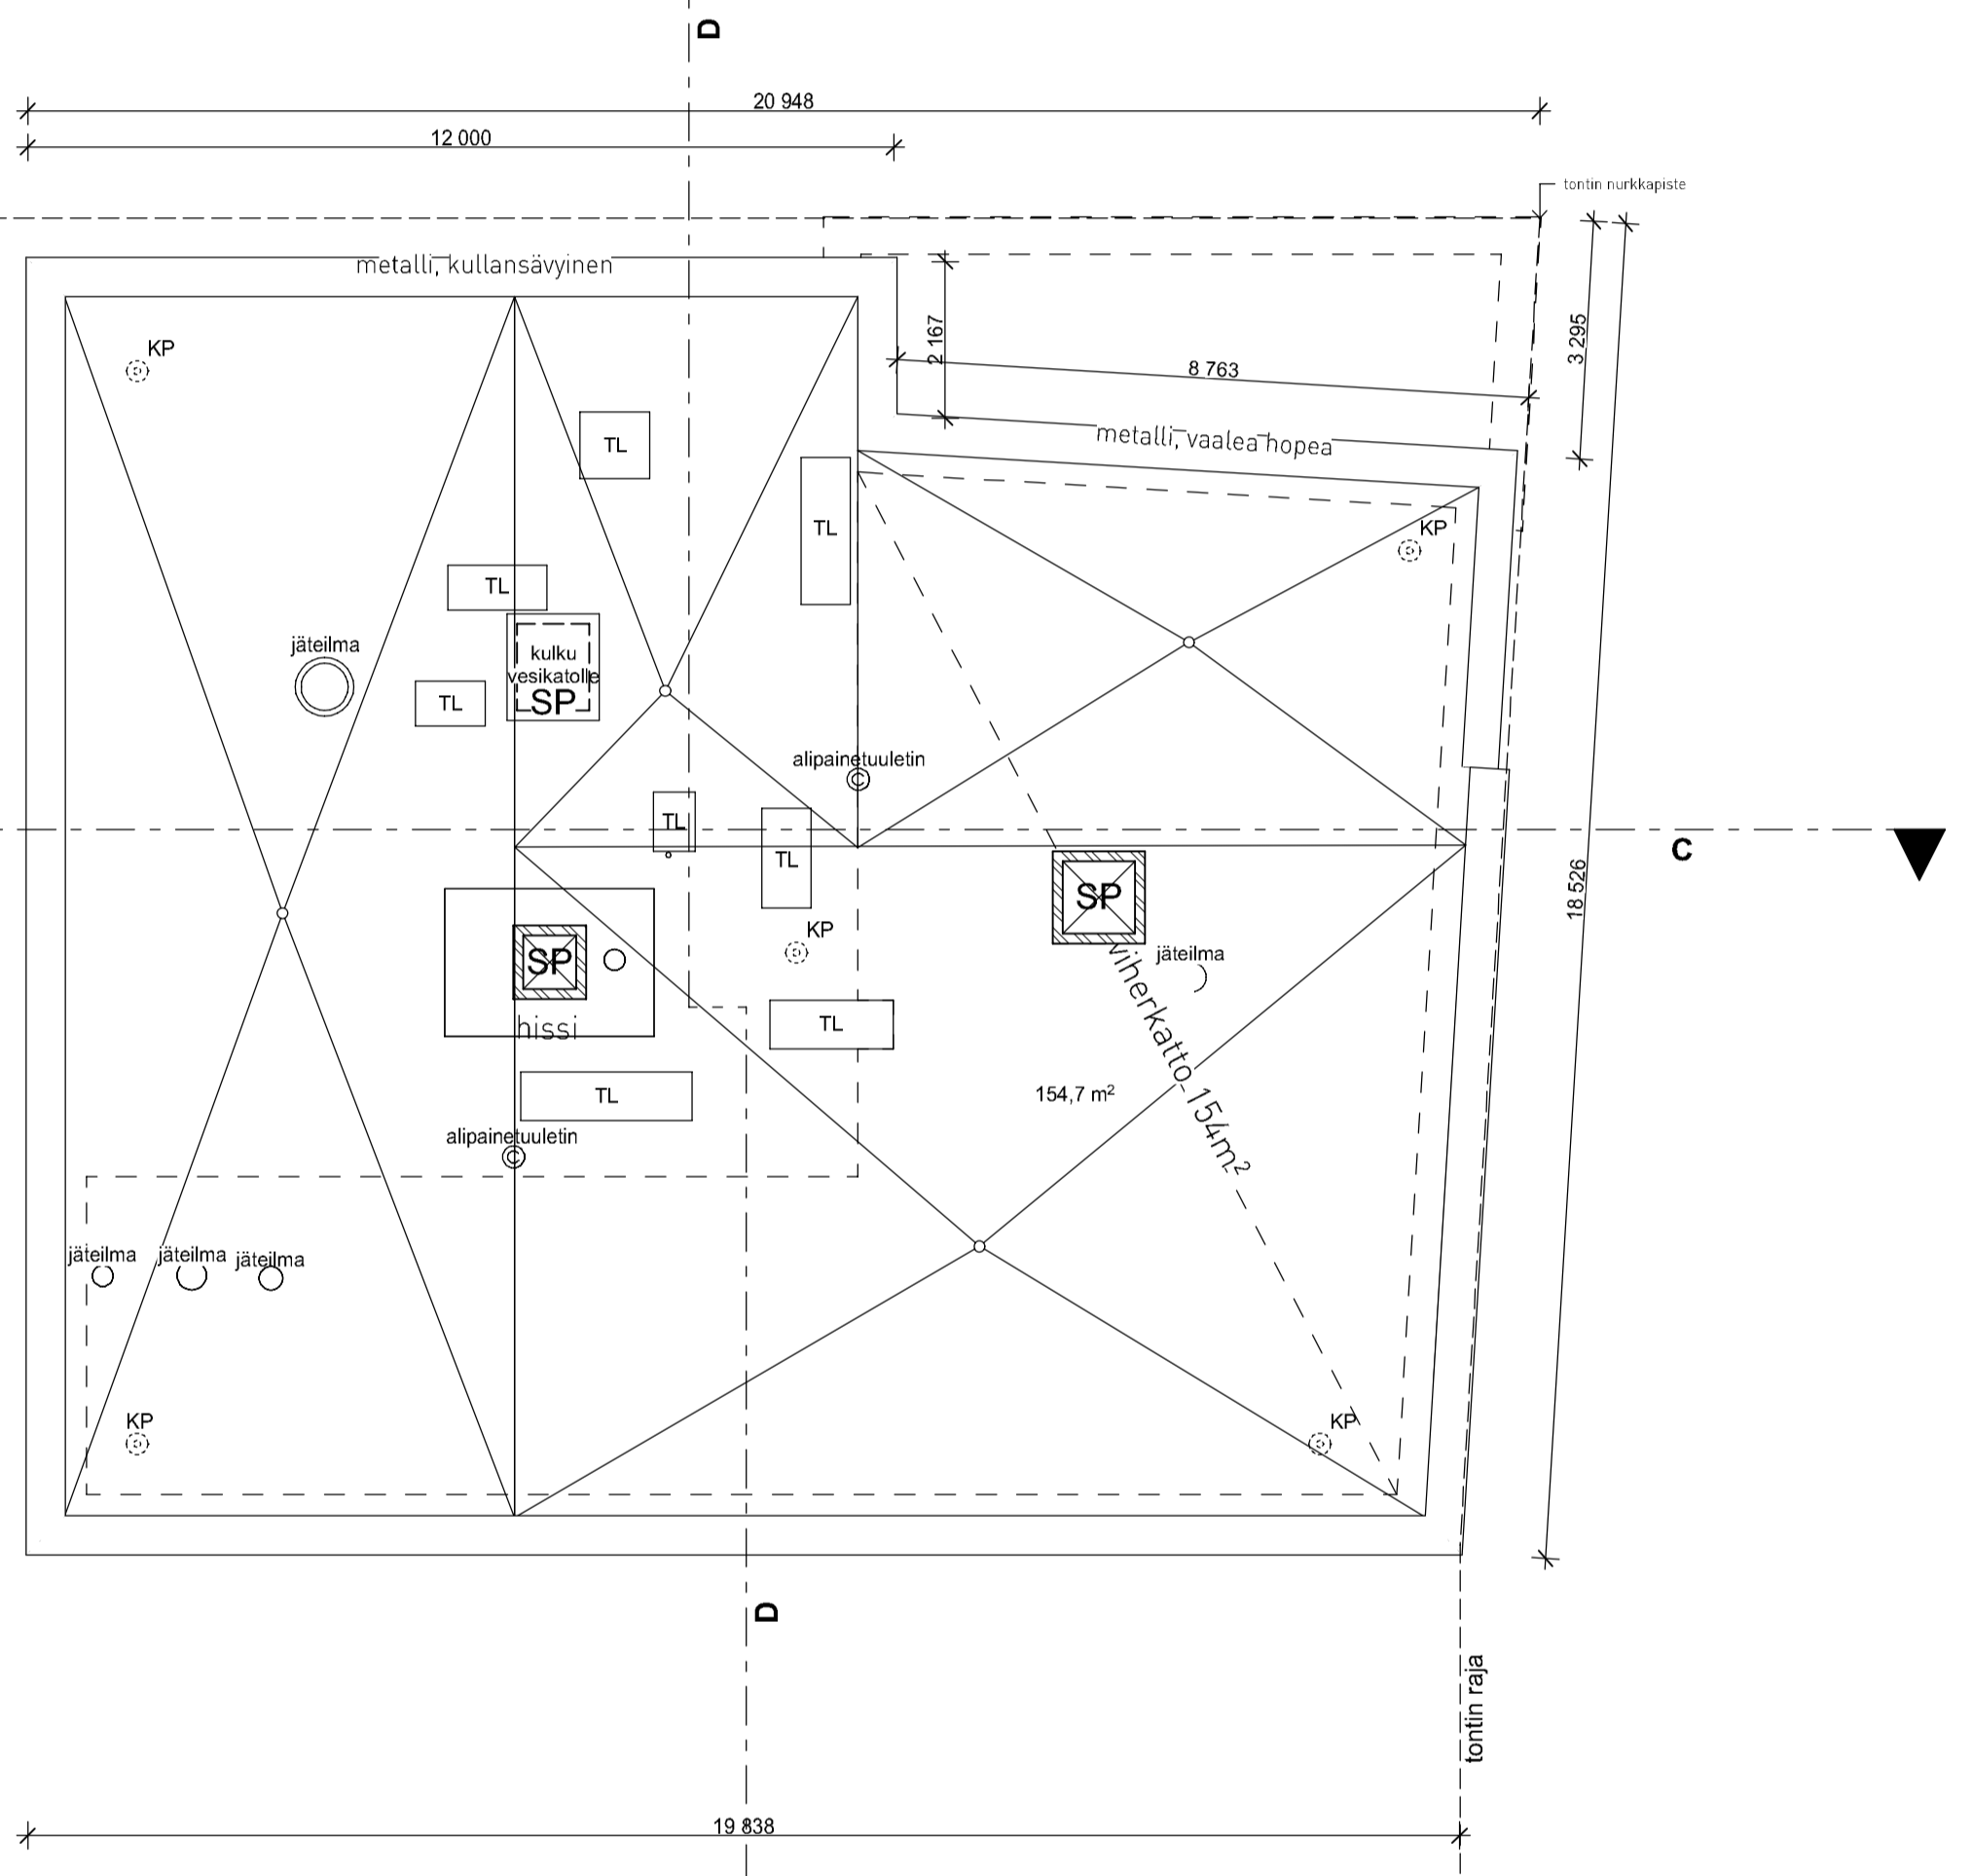 D
20 948
12 000
tontin nurkkapiste
metalli, kullansävyinen
2 167
3 295
KP
8 763
TL
metalli, vaalea hopea
TL
KP
TL
jäteilma
kulku
vesikatolle
SP
TL
alipainetuuletin
TL
C
TL
18 526
SP
KP
SP
jäteilma
hissi
TL
viherkatto 154m²
154,7 m²
TL
alipainetuuletin
jäteilma
jäteilma
jäteilma
KP
KP
D
tontin raja
19 838